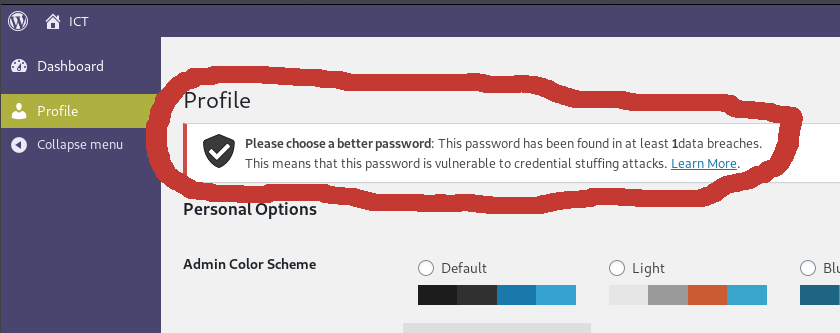 ICT
Dashboard
Profile
Collapse menu
Profile
Please choose a better password: This password has been found in at least 1data breaches.
This means that this password is vulnerable to credential stuffing attacks. Learn More.
Personal Options
Admin Color Scheme
Default
Light
Blu